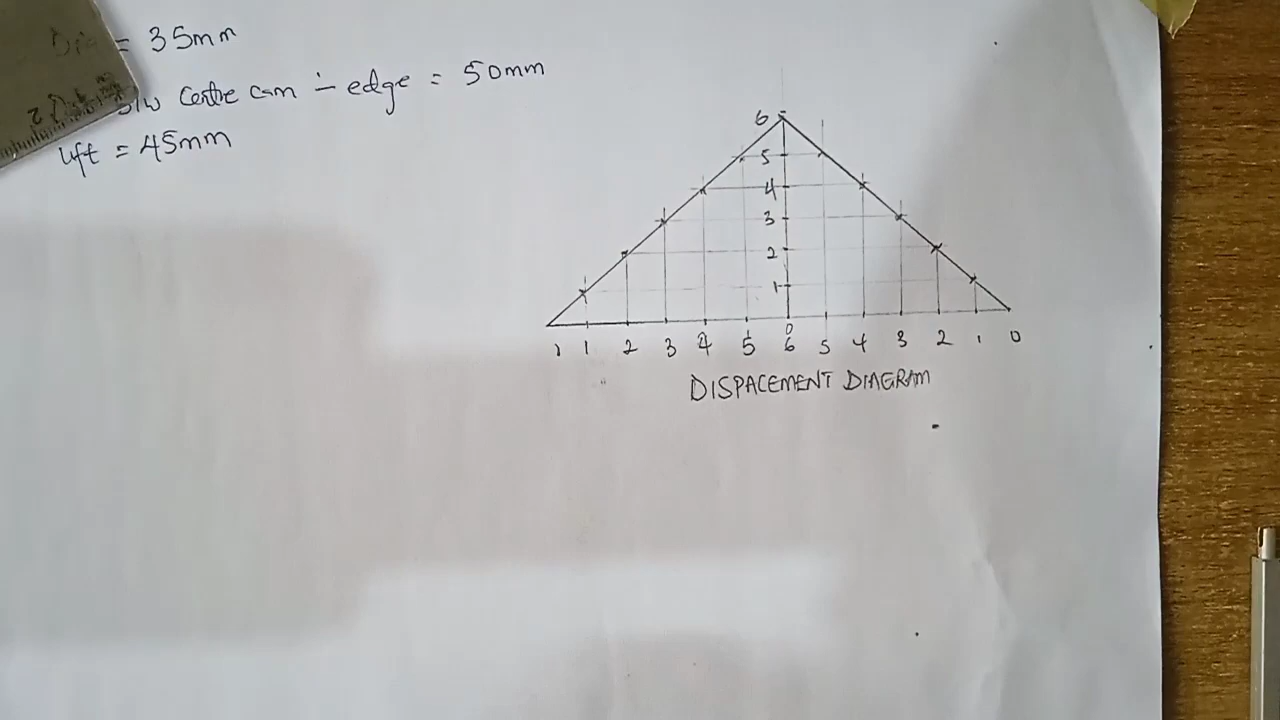 = 35mm
b/w Centre cam - edge = 50mm
lift = 45mm
6
5
4
3
2
1
0
1 1 2 3 4 5 6 5 4 3 2 1 0
DISPACEMENT DIAGRAM